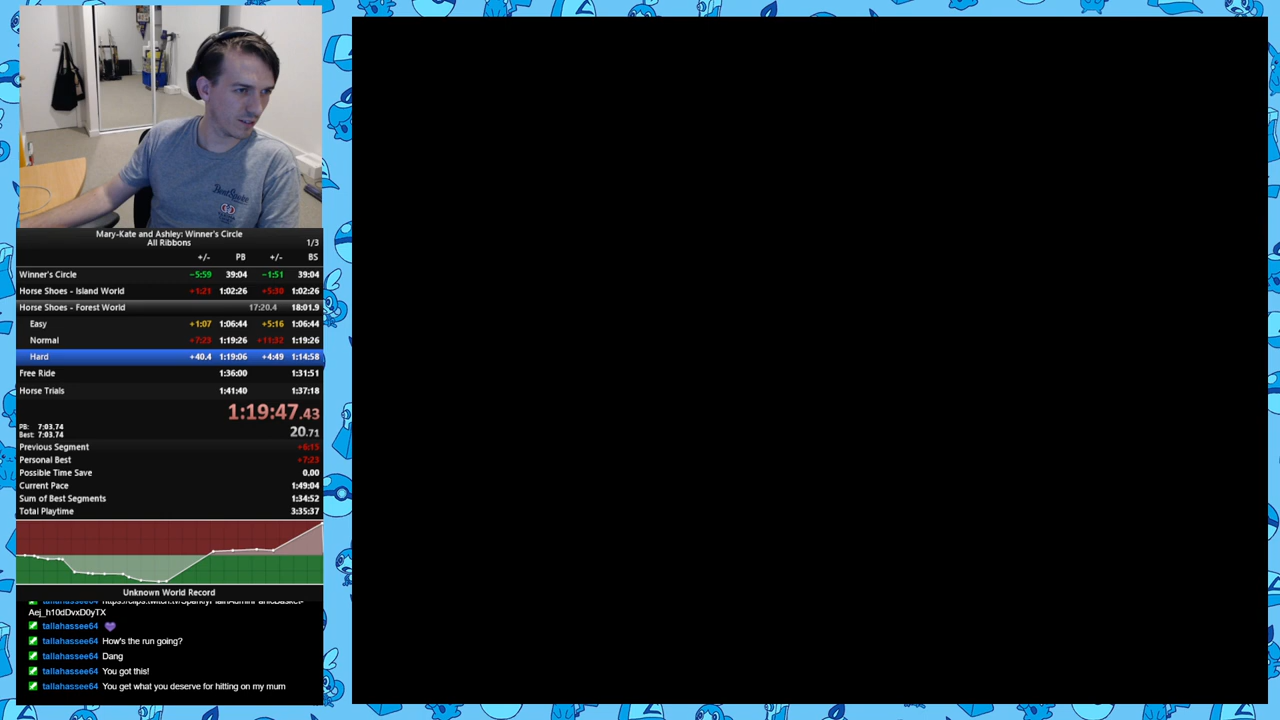 Mary-Kate and Ashley: Winner's Circle
All Ribbons 1/3
+/- PB +/- BS
Winner's Circle −5:59 39:04 −1:51 39:04
Horse Shoes - Island World +1:21 1:02:26 +5:30 1:02:26
Horse Shoes - Forest World 17:20.4 18:01.9
Easy +1:07 1:06:44 +5:16 1:06:44
Normal +7:23 1:19:26 +11:32 1:19:26
Hard +40.4 1:19:06 +4:49 1:14:58
Free Ride 1:36:00 1:31:51
Horse Trials 1:41:40 1:37:18
1:19:47.43
PB: 7:03.74
Best: 7:03.74
20.71
Previous Segment +6:15
Personal Best +7:23
Possible Time Save 0.00
Current Pace 1:49:04
Sum of Best Segments 1:34:52
Total Playtime 3:35:37
Unknown World Record
Aej_h10dDvxD0yTX
tallahassee64
tallahassee64 How's the run going?
tallahassee64 Dang
tallahassee64 You got this!
tallahassee64 You get what you deserve for hitting on my mum